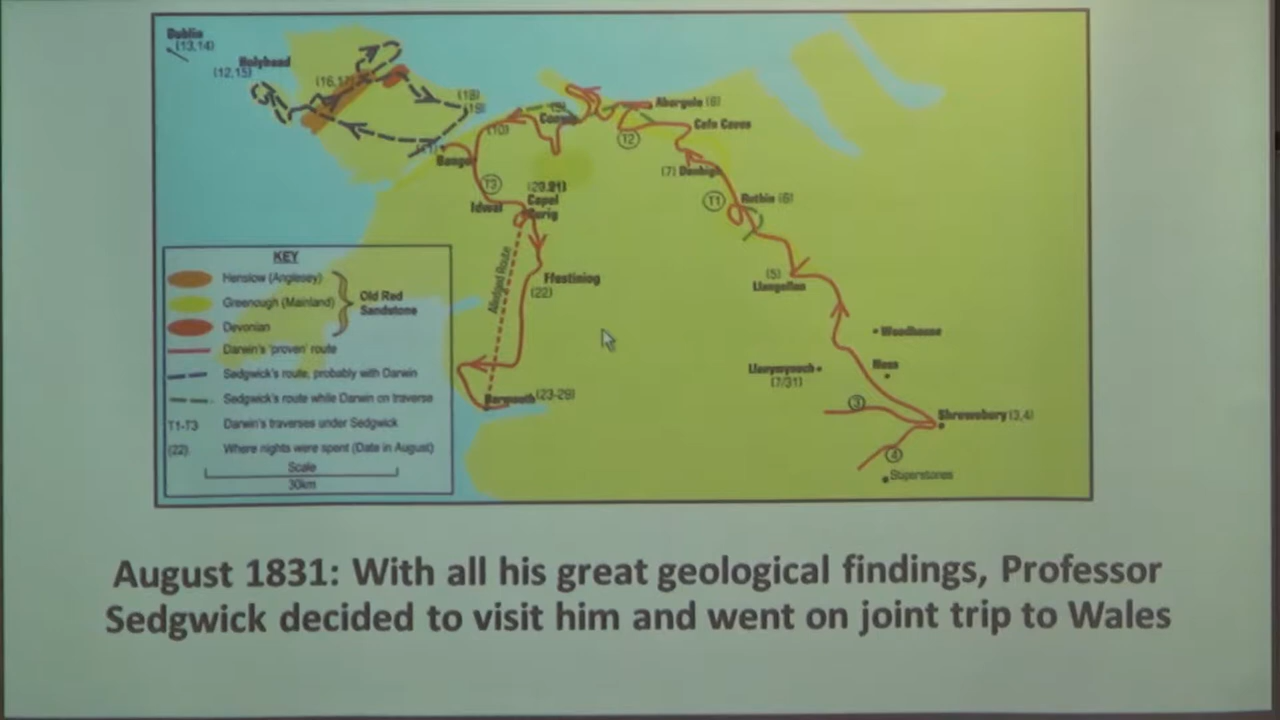 Dublin
(13,14)
Holyhead
(12,15)
(16,17)
(18)
(19)
(10)
Bangor
Abergele (8)
Cefn Caves
T2
(7) Denbigh
T1
Ruthin (6)
T3
(20.21)
Capel
Curig
Idwal
(5)
Llangollen
Alledged Route
Ffestiniog
(22)
Woodhouse
Ness
Llanymynech
(7/31)
3
Shrewsbury (3,4)
4
Stiperstones
Barmouth (23-29)
KEY
Henslow (Anglesey)
Greenough (Mainland)
Devonian
Old Red
Sandstone
Darwin's 'proven' route
Sedgwick's route, probably with Darwin
Sedgwick's route while Darwin on traverse
T1-T3 Darwin's traverses under Sedgwick
(22) Where nights were spent (Date in August)
Scale
30km
August 1831: With all his great geological findings, Professor
Sedgwick decided to visit him and went on joint trip to Wales